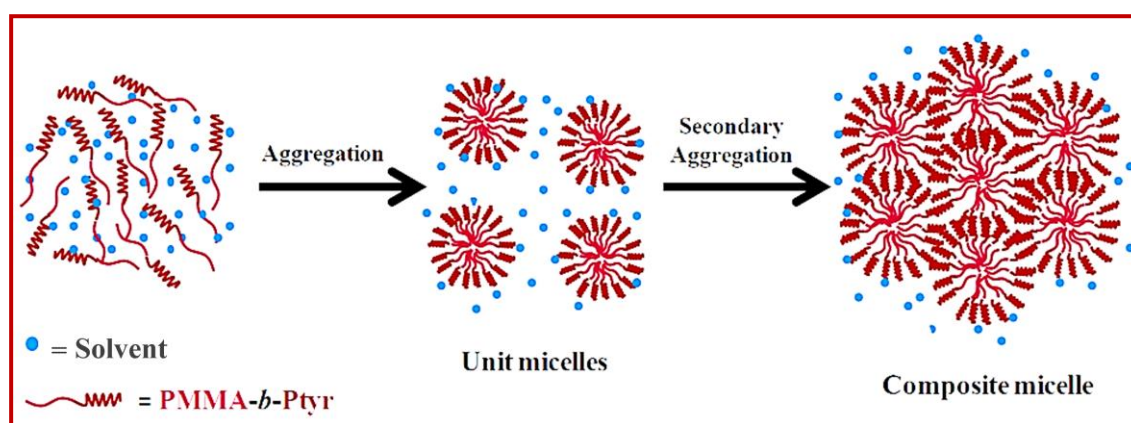 Aggregation
Secondary
Aggregation
= Solvent
Unit micelles
Composite micelle
= PMMA-b-Ptyr